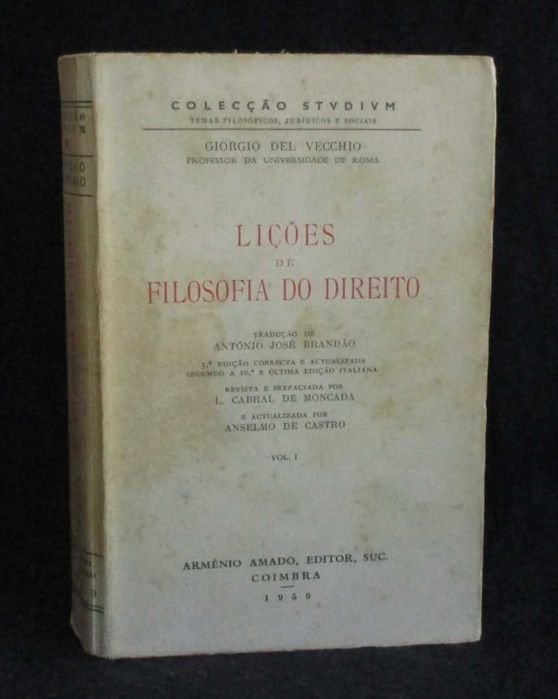 COLECÇÃO STVDIVM
TEMAS FILOSÓFICOS, JURÍDICOS E SOCIAIS
GIORGIO DEL VECCHIO
PROFESSOR DA UNIVERSIDADE DE ROMA
LIÇÕES
DE
FILOSOFIA DO DIREITO
TRADUÇÃO DE
ANTÓNIO JOSÉ BRANDÃO
3.ª EDIÇÃO CORRECTA E ACTUALIZADA
SEGUNDO A 10.ª E ÚLTIMA EDIÇÃO ITALIANA
REVISTA E PREFACIADA POR
L. CABRAL DE MONCADA
E ACTUALIZADA POR
ANSELMO DE CASTRO
VOL. I
ARMÉNIO AMADO, EDITOR, SUC.
COIMBRA
1959